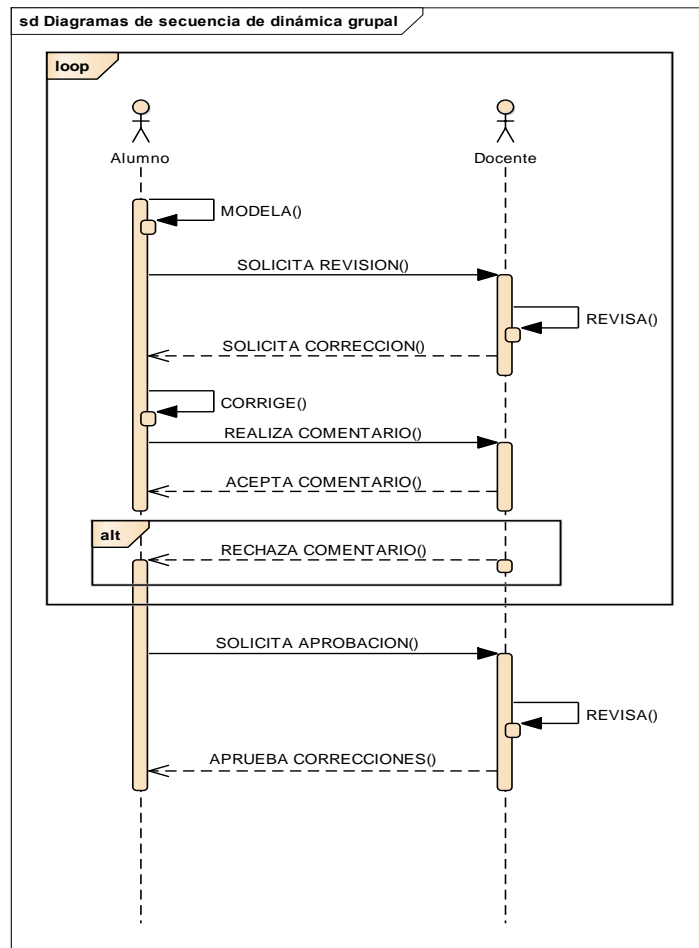 sd Diagramas de secuencia de dinámica grupal
loop
Alumno
Docente
MODELA()
SOLICITA REVISION()
REVISA()
SOLICITA CORRECCION()
CORRIGE()
REALIZA COMENTARIO()
ACEPTA COMENTARIO()
alt
RECHAZA COMENTARIO()
SOLICITA APROBACION()
REVISA()
APRUEBA CORRECCIONES()